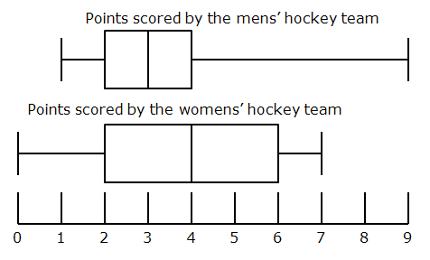 Points scored by the mens' hockey team
Points scored by the womens' hockey team
0 1 2 3 4 5 6 7 8 9